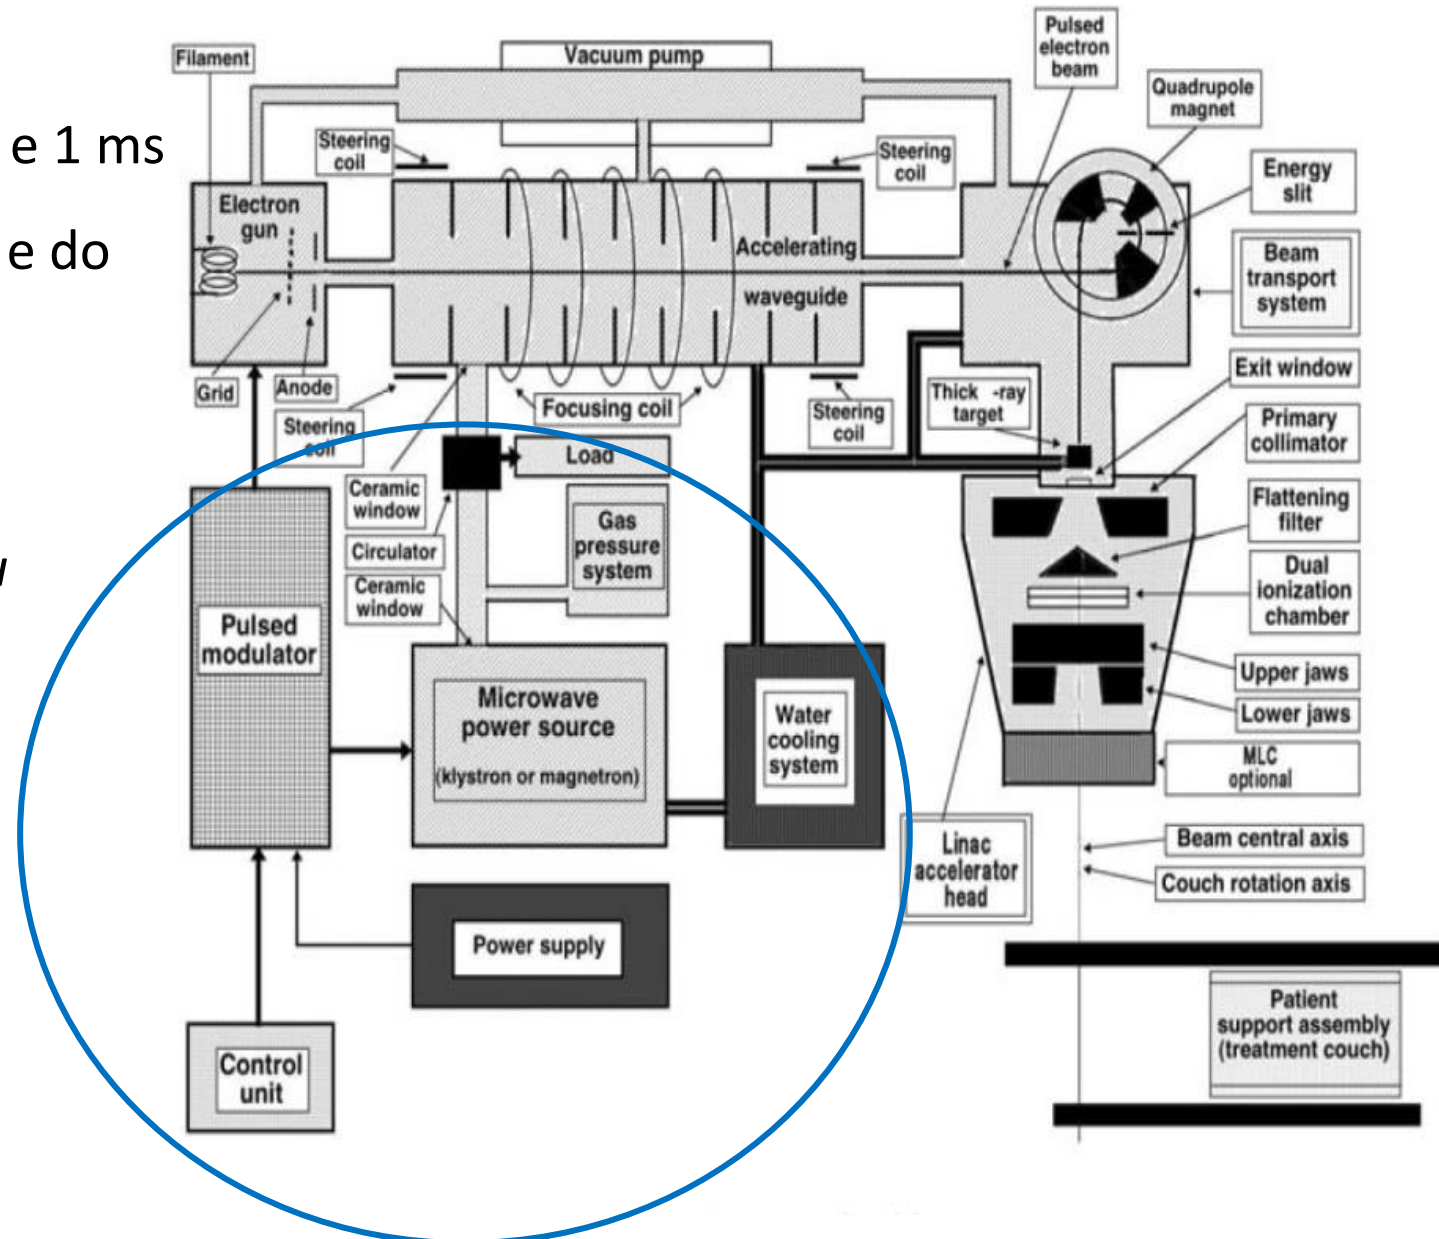 e 1 ms
e do
w
Filament
Vacuum pump
Pulsed
electron
beam
Quadrupole
magnet
Steering
coil
Steering
coil
Energy
slit
Electron
gun
Accelerating
waveguide
Beam
transport
system
Grid
Anode
Steering
coil
Focusing coil
Steering
coil
Thick -ray
target
Exit window
Primary
collimator
Load
Ceramic
window
Circulator
Ceramic
window
Gas
pressure
system
Flattening
filter
Dual
ionization
chamber
Pulsed
modulator
Microwave
power source
(klystron or magnetron)
Water
cooling
system
Upper jaws
Lower jaws
MLC
optional
Linac
accelerator
head
Beam central axis
Couch rotation axis
Power supply
Control
unit
Patient
support assembly
(treatment couch)